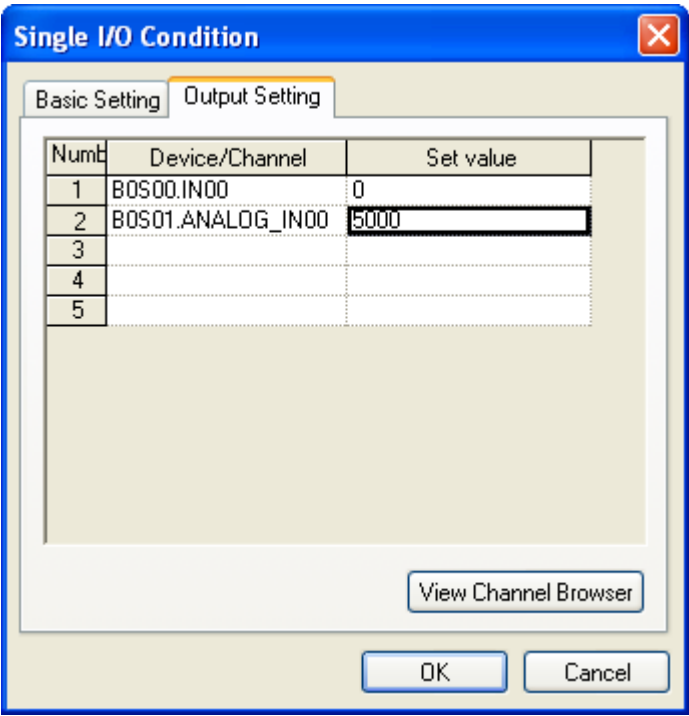 Single I/O Condition
Basic Setting Output Setting
Numb Device/Channel Set value
1 B0S00.IN00 0
2 B0S01.ANALOG_IN00 5000
3
4
5
View Channel Browser
OK Cancel